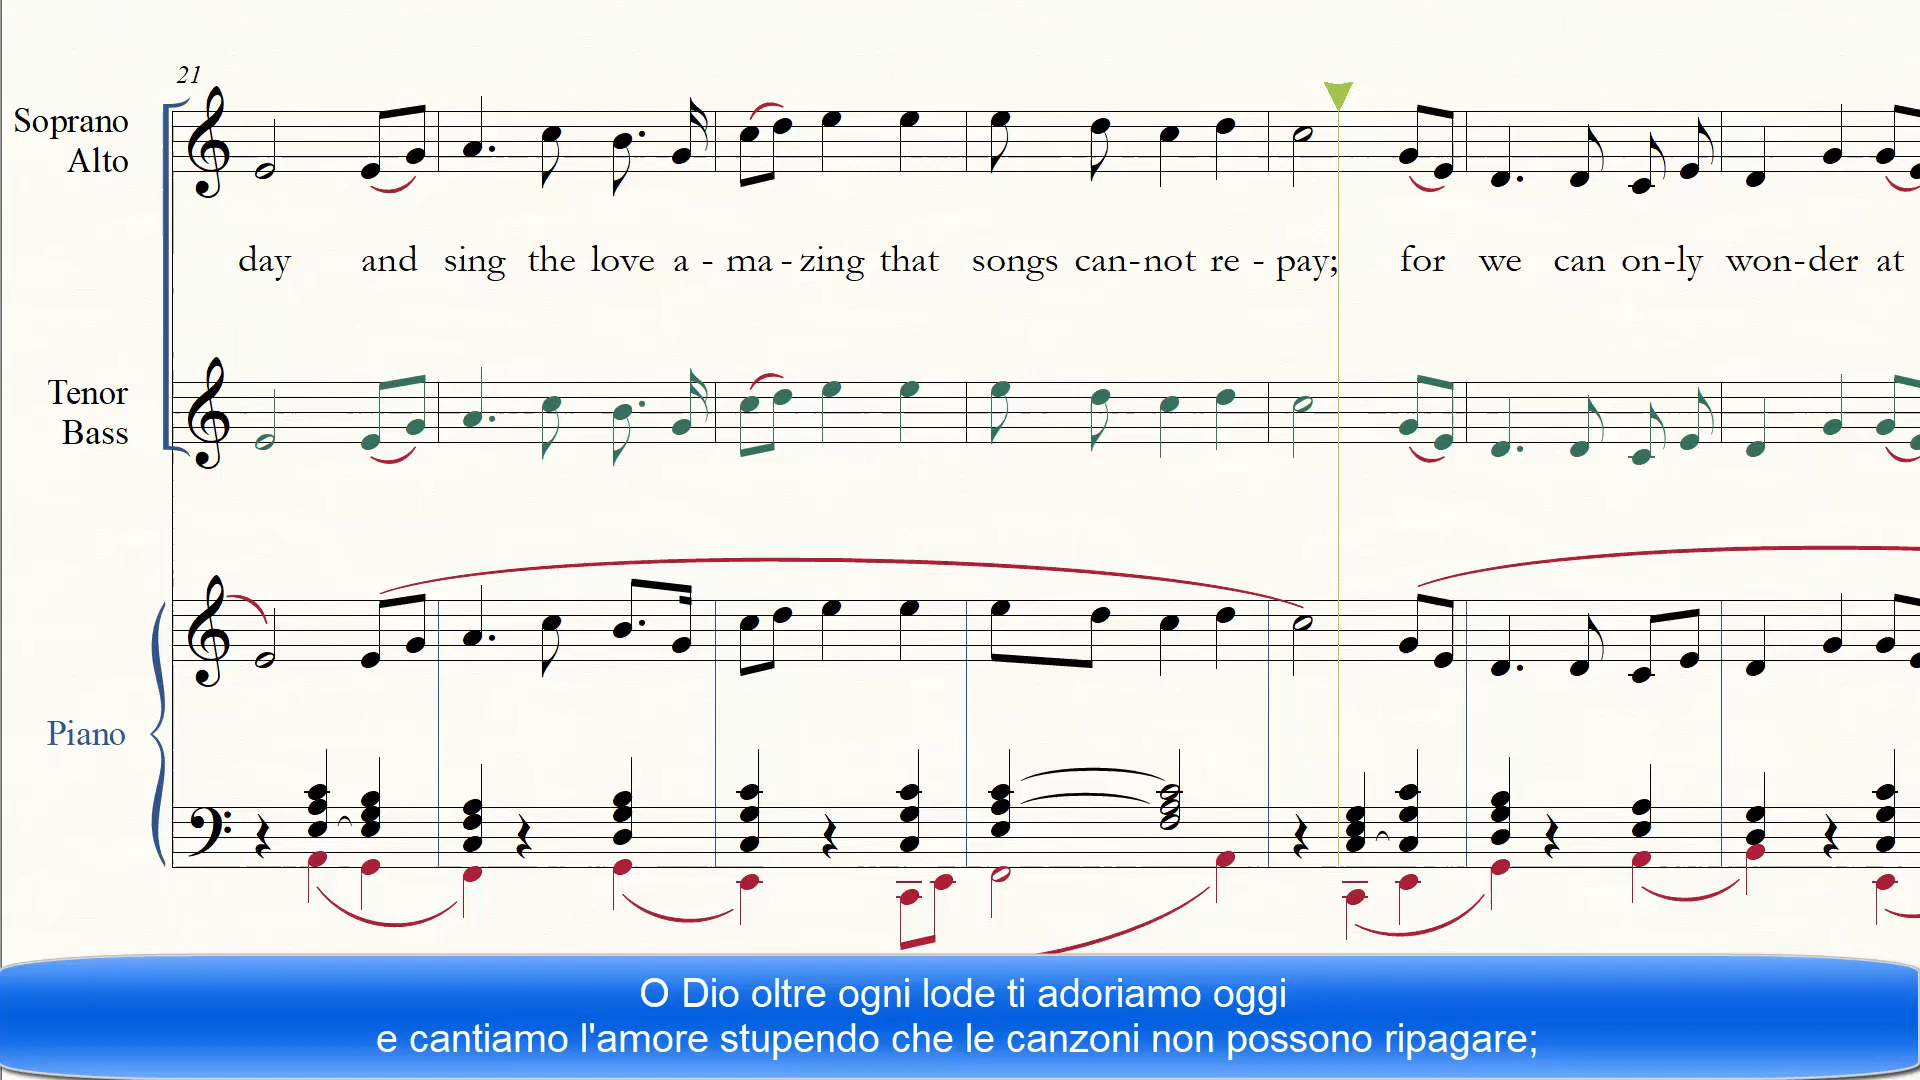 21
Soprano
Alto
day and sing the love a - ma - zing that songs can-not re - pay; for we can on-ly won-der at
Tenor
Bass
Piano
O Dio oltre ogni lode ti adoriamo oggi
e cantiamo l'amore stupendo che le canzoni non possono ripagare;